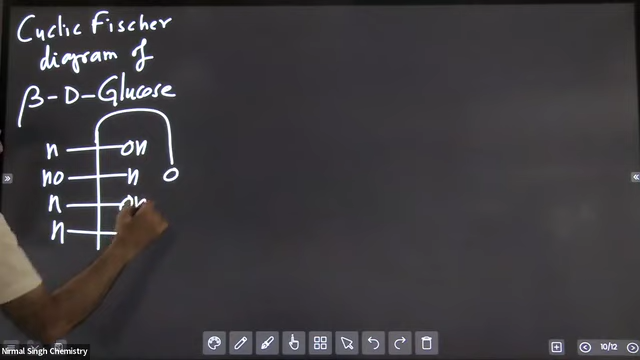 Cyclic Fischer
diagram of
β-D-Glucose
H OH
HO H
H OH
H
O
Nirmal Singh Chemistry
10/12